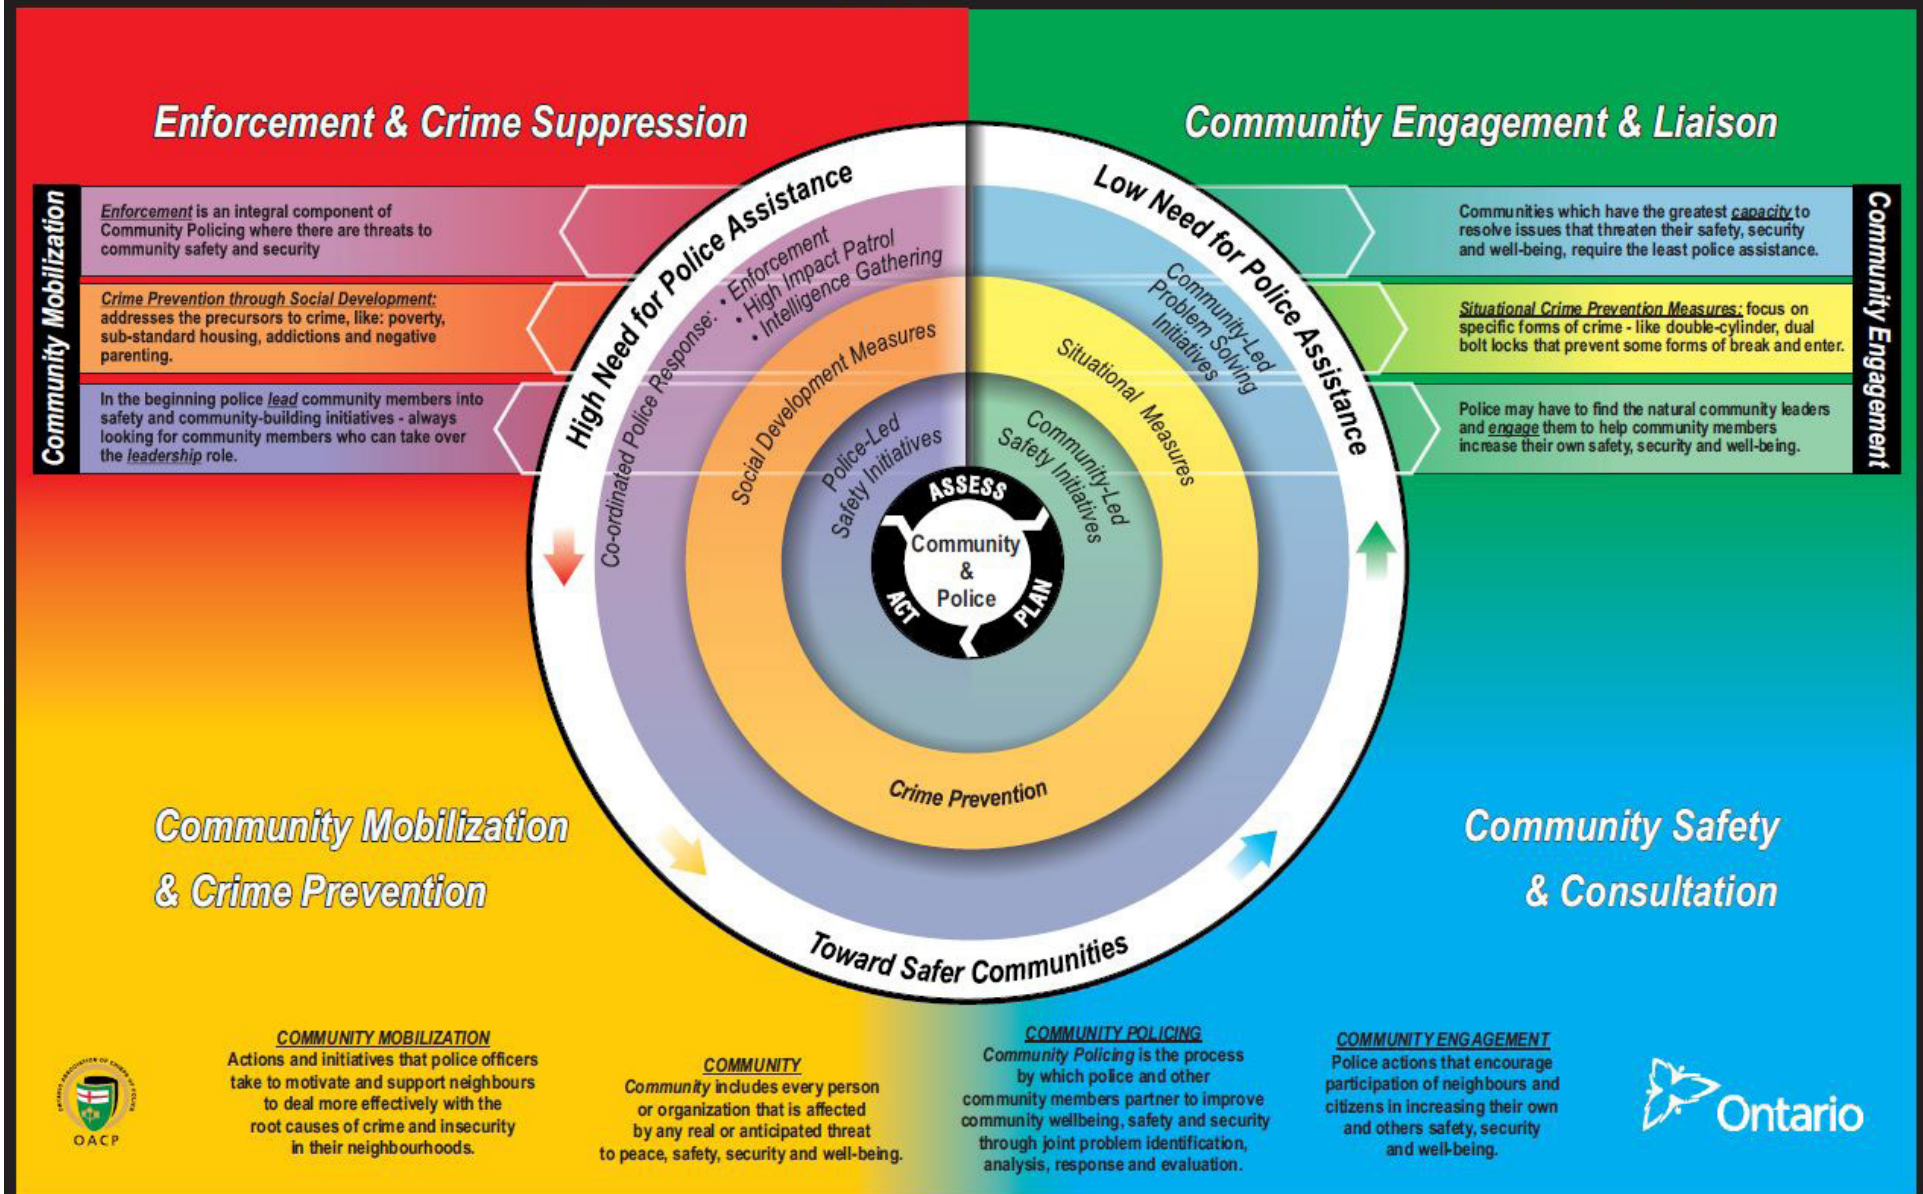 Enforcement & Crime Suppression
Community Engagement & Liaison
Community Mobilization
Enforcement is an integral component of
Community Policing where there are threats to
community safety and security
Crime Prevention through Social Development:
addresses the precursors to crime, like: poverty,
sub-standard housing, addictions and negative
parenting.
In the beginning police lead community members into
safety and community-building initiatives - always
looking for community members who can take over
the leadership role.
High Need for Police Assistance
Low Need for Police Assistance
Co-ordinated Police Response:
• Enforcement
• High Impact Patrol
• Intelligence Gathering
Social Development Measures
Police-Led
Safety Initiatives
Community-Led
Problem Solving
Initiatives
Situational Measures
Community-Led
Safety Initiatives
ASSESS
PLAN
ACT
Community
&
Police
Crime Prevention
Toward Safer Communities
Communities which have the greatest capacity to
resolve issues that threaten their safety, security
and well-being, require the least police assistance.
Situational Crime Prevention Measures: focus on
specific forms of crime - like double-cylinder, dual
bolt locks that prevent some forms of break and enter.
Police may have to find the natural community leaders
and engage them to help community members
increase their own safety, security and well-being.
Community Engagement
Community Mobilization
& Crime Prevention
Community Safety
& Consultation
ONTARIO ASSOCIATION OF CHIEFS OF POLICE
OACP
COMMUNITY MOBILIZATION
Actions and initiatives that police officers
take to motivate and support neighbours
to deal more effectively with the
root causes of crime and insecurity
in their neighbourhoods.
COMMUNITY
Community includes every person
or organization that is affected
by any real or anticipated threat
to peace, safety, security and well-being.
COMMUNITY POLICING
Community Policing is the process
by which police and other
community members partner to improve
community wellbeing, safety and security
through joint problem identification,
analysis, response and evaluation.
COMMUNITY ENGAGEMENT
Police actions that encourage
participation of neighbours and
citizens in increasing their own
and others safety, security
and well-being.
Ontario